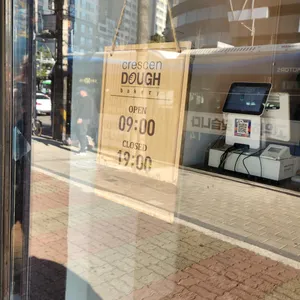 crescen
DOUGH
bakery
OPEN
09:00
CLOSED
19:00